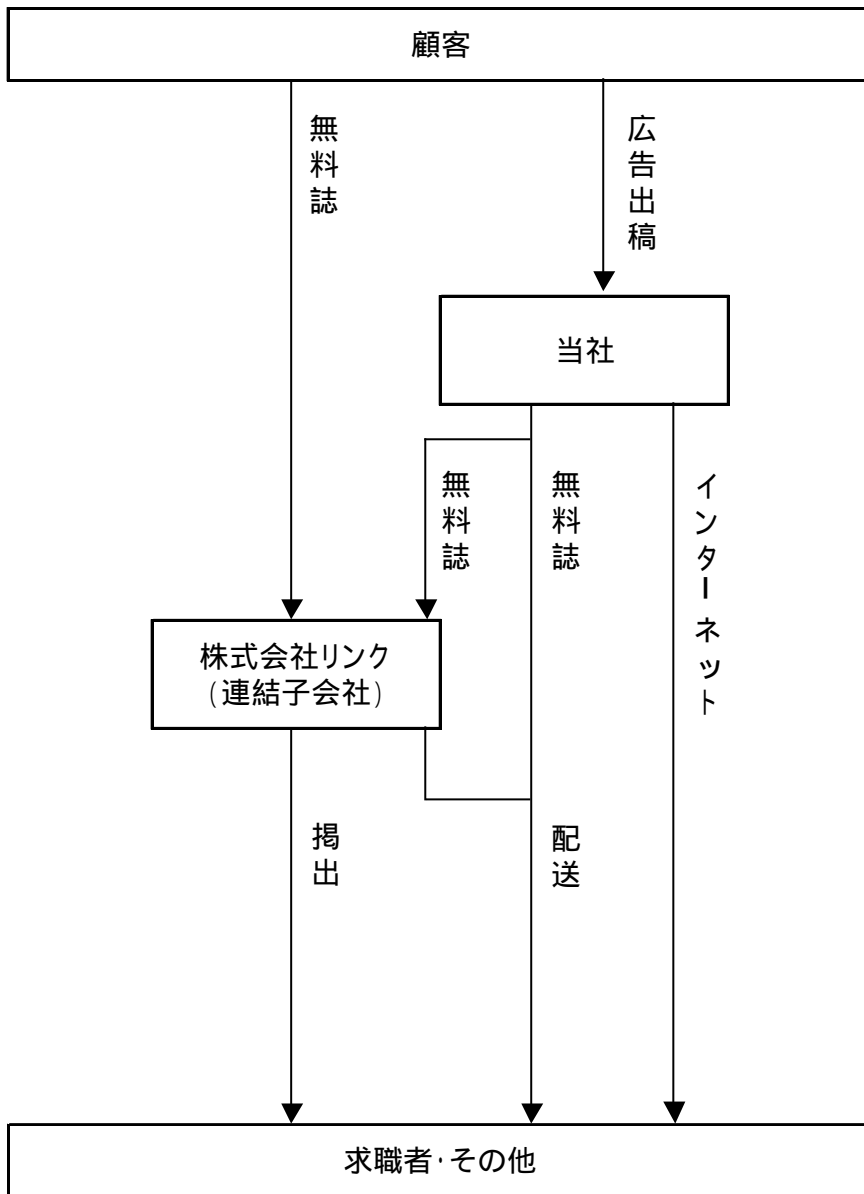 顧客
無料誌
広告出稿
当社
無料誌
無料誌
インターネット
株式会社リンク
(連結子会社)
掲出
配送
求職者・その他